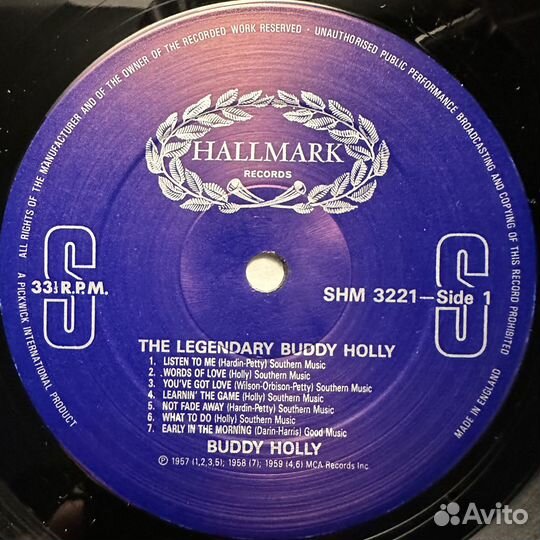 ALL RIGHTS OF THE MANUFACTURER AND OF THE OWNER OF THE RECORDED WORK RESERVED · UNAUTHORISED PUBLIC PERFORMANCE BROADCASTING AND COPYING OF THIS RECORD PROHIBITED
HALLMARK
RECORDS
S
S
33⅓ R.P.M.
SHM 3221—Side 1
THE LEGENDARY BUDDY HOLLY
1. LISTEN TO ME (Hardin-Petty) Southern Music
2. WORDS OF LOVE (Holly) Southern Music
3. YOU'VE GOT LOVE (Wilson-Orbison-Petty) Southern Music
4. LEARNIN' THE GAME (Holly) Southern Music
5. NOT FADE AWAY (Hardin-Petty) Southern Music
6. WHAT TO DO (Holly) Southern Music
7. EARLY IN THE MORNING (Darin-Harris) Good Music
BUDDY HOLLY
℗ 1957 (1,2,3,5); 1958 (7); 1959 (4,6) MCA Records Inc
A PICKWICK INTERNATIONAL PRODUCT
MADE IN ENGLAND
Avito